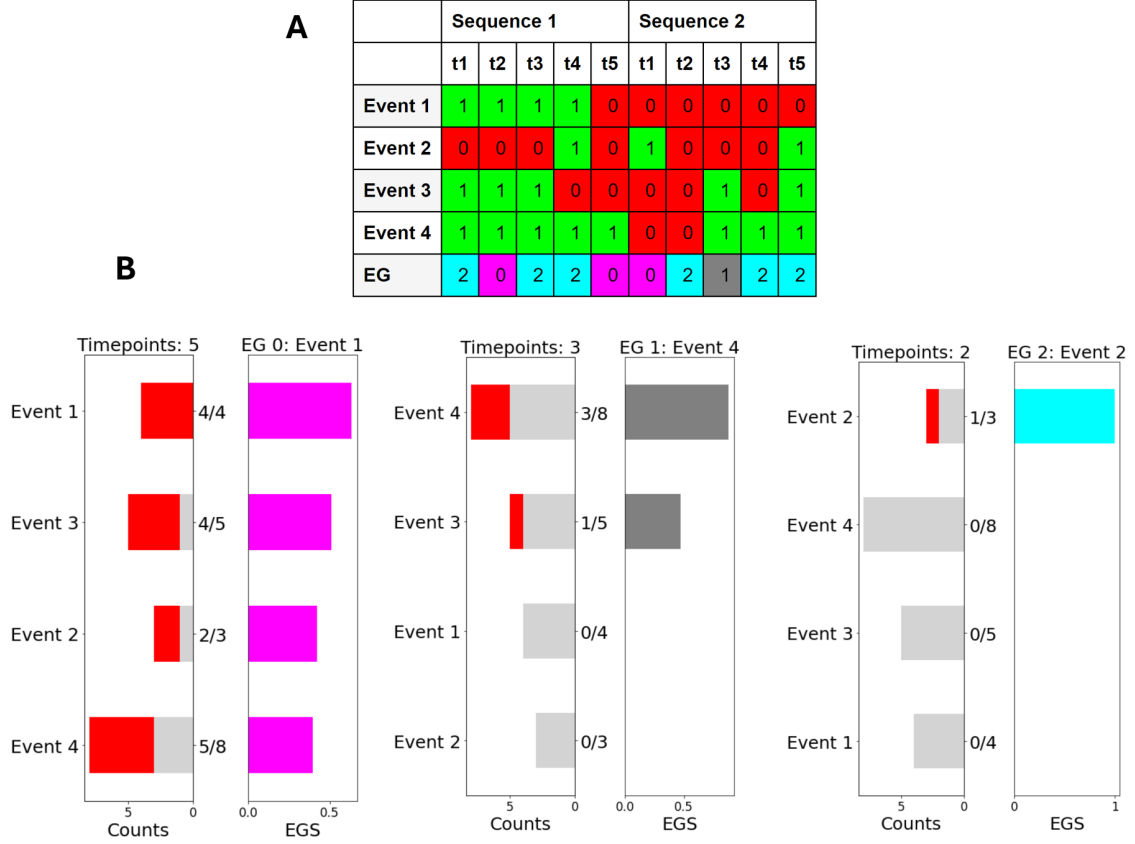 A
Sequence 1 Sequence 2
t1 t2 t3 t4 t5 t1 t2 t3 t4 t5
Event 1 1 1 1 1 0 0 0 0 0 0
Event 2 0 0 0 1 0 1 0 0 0 1
Event 3 1 1 1 0 0 0 0 1 0 1
Event 4 1 1 1 1 1 0 0 1 1 1
EG 2 0 2 2 0 0 2 1 2 2
B
Timepoints: 5 EG 0: Event 1
Event 1 4/4
Event 3 4/5
Event 2 2/3
Event 4 5/8
5 0 0.0 0.5
Counts EGS
Timepoints: 3 EG 1: Event 4
Event 4 3/8
Event 3 1/5
Event 1 0/4
Event 2 0/3
5 0 0.0 0.5
Counts EGS
Timepoints: 2 EG 2: Event 2
Event 2 1/3
Event 4 0/8
Event 3 0/5
Event 1 0/4
5 0 0 1
Counts EGS